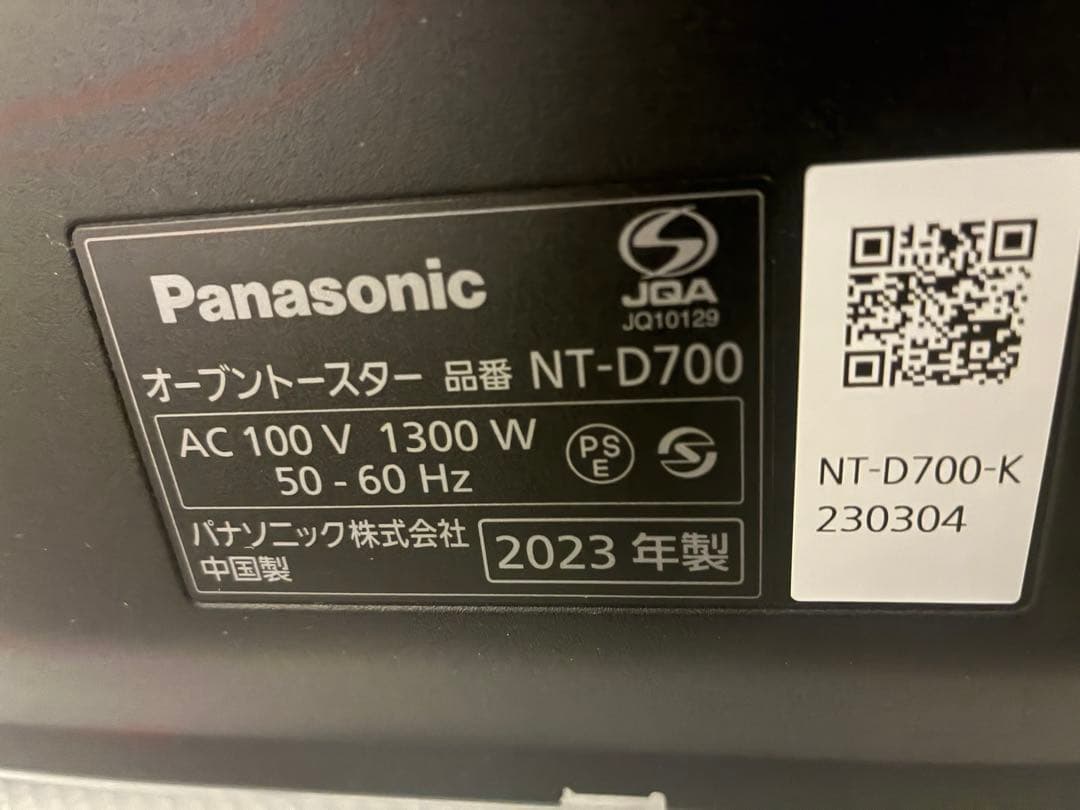 Panasonic
JQA
JQ10129
オーブントースター 品番 NT-D700
AC 100 V 1300 W
50 - 60 Hz
PS
E
パナソニック株式会社
中国製
2023 年製
NT-D700-K
230304